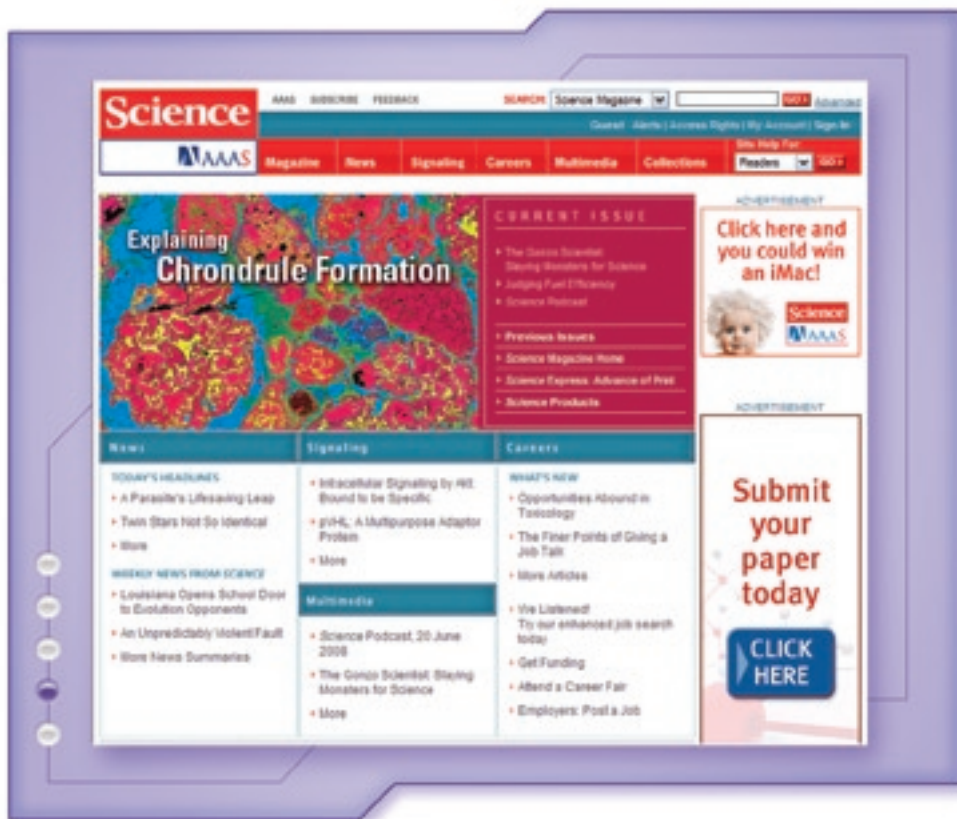 Science
AAAS SUBSCRIBE FEEDBACK
SEARCH: Science Magazine GO Advanced
Guest Alerts | Access Rights | My Account | Sign In
AAAS
Magazine News Signaling Careers Multimedia Collections
Site Help For:
Readers GO
Explaining
Chrondrule Formation
CURRENT ISSUE
The Gonzo Scientist:
Slaying Monsters for Science
Judging Fuel Efficiency
Science Podcast
Previous Issues
Science Magazine Home
Science Express: Advance of Print
Science Products
ADVERTISEMENT
Click here and
you could win
an iMac!
Science
AAAS
News
TODAY'S HEADLINES
A Parasite's Lifesaving Leap
Twin Stars Not So Identical
More
WEEKLY NEWS FROM SCIENCE
Louisiana Opens School Door
to Evolution Opponents
An Unpredictably Violent Fault
More News Summaries
Signaling
Intracellular Signaling by Akt:
Bound to be Specific
pVHL: A Multipurpose Adaptor
Protein
More
Multimedia
Science Podcast, 20 June
2008
The Gonzo Scientist: Slaying
Monsters for Science
More
Careers
WHAT'S NEW
Opportunities Abound in
Toxicology
The Finer Points of Giving a
Job Talk
More Articles
We Listened!
Try our enhanced job search
today
Get Funding
Attend a Career Fair
Employers: Post a Job
ADVERTISEMENT
Submit
your
paper
today
CLICK
HERE